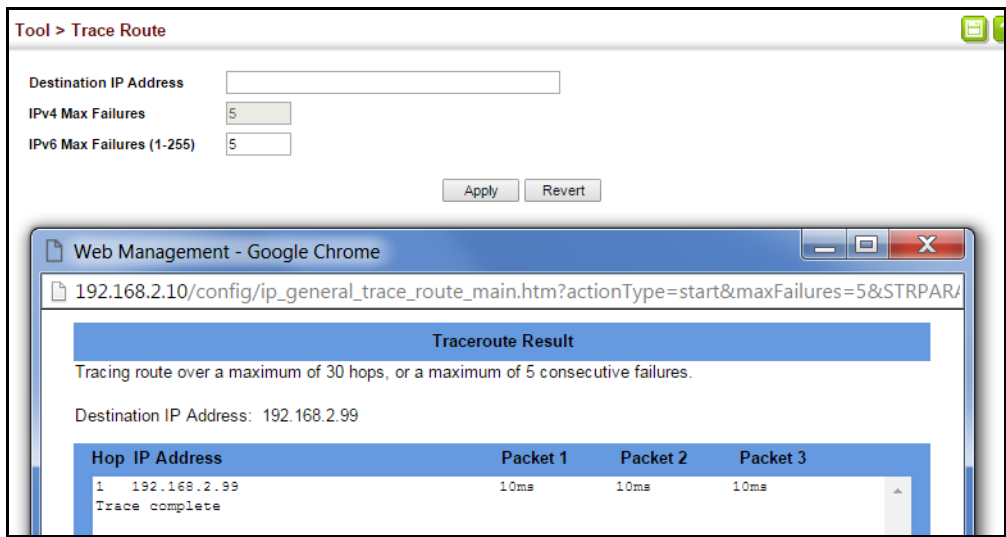 Tool > Trace Route
Destination IP Address
IPv4 Max Failures 5
IPv6 Max Failures (1-255) 5
Apply Revert
Web Management - Google Chrome
192.168.2.10/config/ip_general_trace_route_main.htm?actionType=start&maxFailures=5&STRPARA
Traceroute Result
Tracing route over a maximum of 30 hops, or a maximum of 5 consecutive failures.
Destination IP Address: 192.168.2.99
Hop IP Address Packet 1 Packet 2 Packet 3
1 192.168.2.99 10ms 10ms 10ms
Trace complete